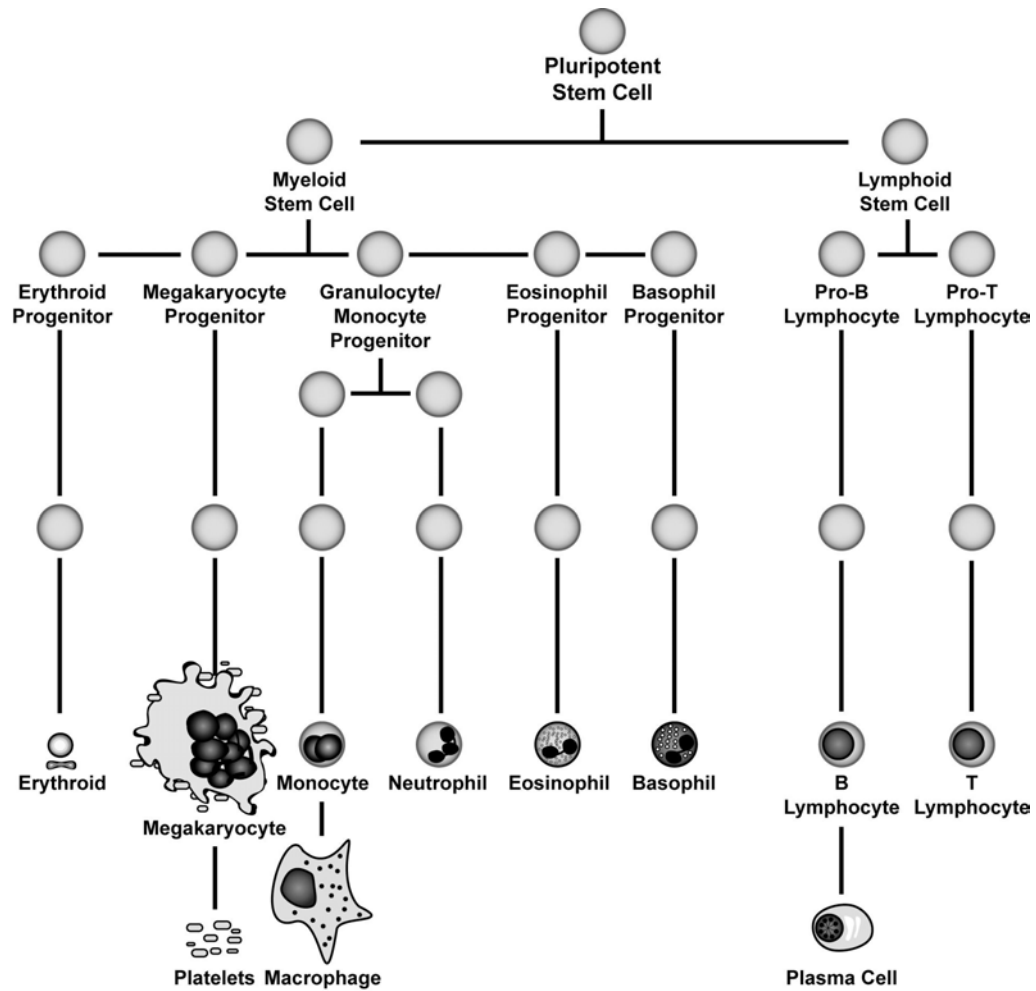 Pluripotent
Stem Cell
Myeloid
Stem Cell
Lymphoid
Stem Cell
Erythroid
Progenitor
Megakaryocyte
Progenitor
Granulocyte/
Monocyte
Progenitor
Eosinophil
Progenitor
Basophil
Progenitor
Pro-B
Lymphocyte
Pro-T
Lymphocyte
Erythroid
Megakaryocyte
Monocyte
Neutrophil
Eosinophil
Basophil
B
Lymphocyte
T
Lymphocyte
Platelets
Macrophage
Plasma Cell